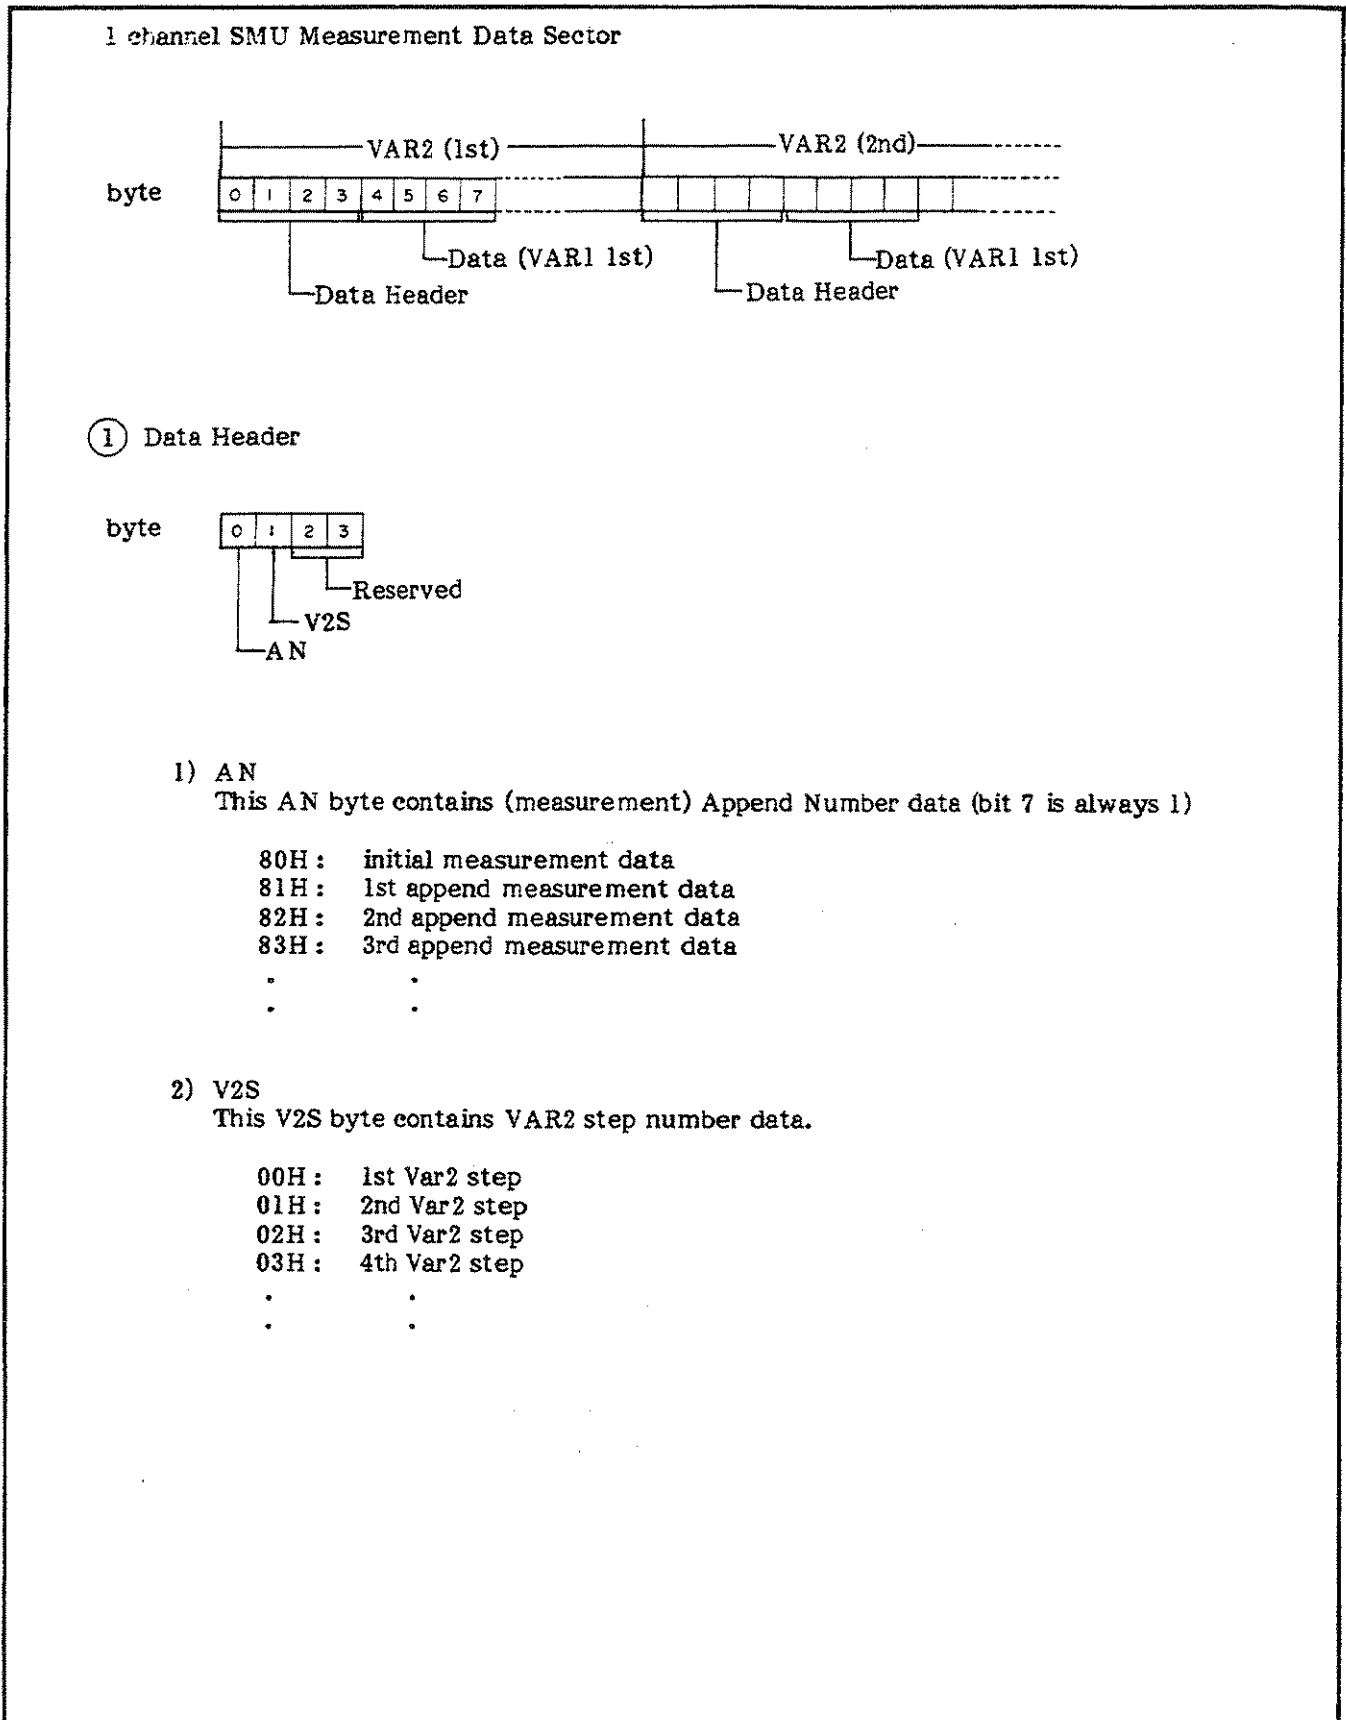 1 channel SMU Measurement Data Sector
VAR2 (1st) VAR2 (2nd)
byte 0 1 2 3 4 5 6 7
Data (VAR1 1st) Data (VAR1 1st)
Data Header Data Header
1 Data Header
byte 0 1 2 3
Reserved
V2S
AN
1) AN
This AN byte contains (measurement) Append Number data (bit 7 is always 1)
80H : initial measurement data
81H : 1st append measurement data
82H : 2nd append measurement data
83H : 3rd append measurement data
. .
. .
2) V2S
This V2S byte contains VAR2 step number data.
00H : 1st Var2 step
01H : 2nd Var2 step
02H : 3rd Var2 step
03H : 4th Var2 step
. .
. .